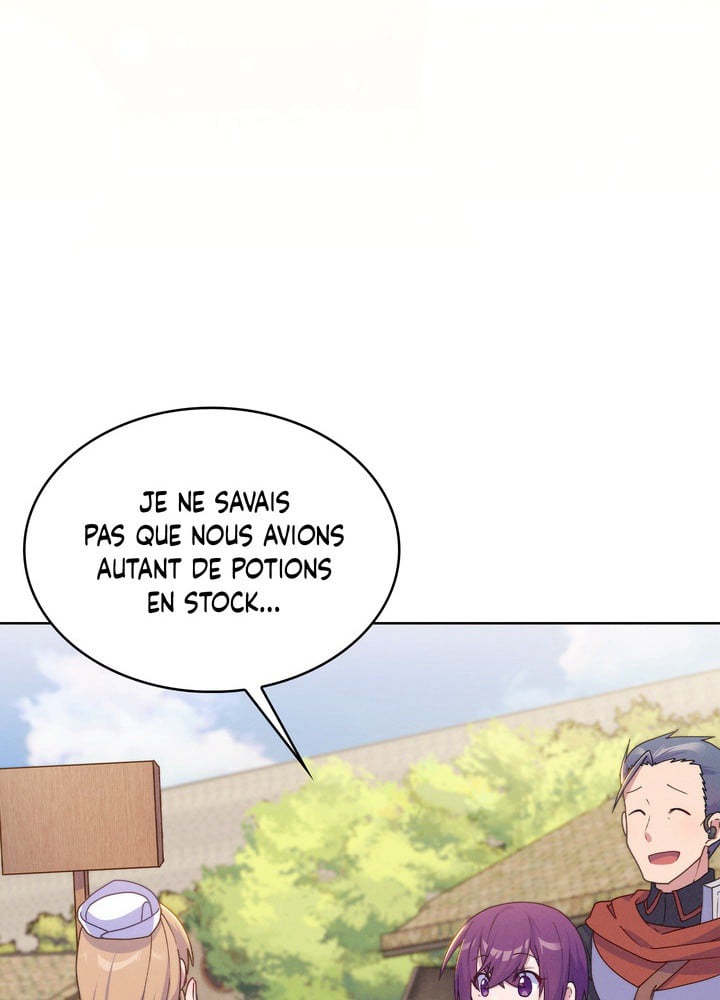 JE NE SAVAIS
PAS QUE NOUS AVIONS
AUTANT DE POTIONS
EN STOCK...